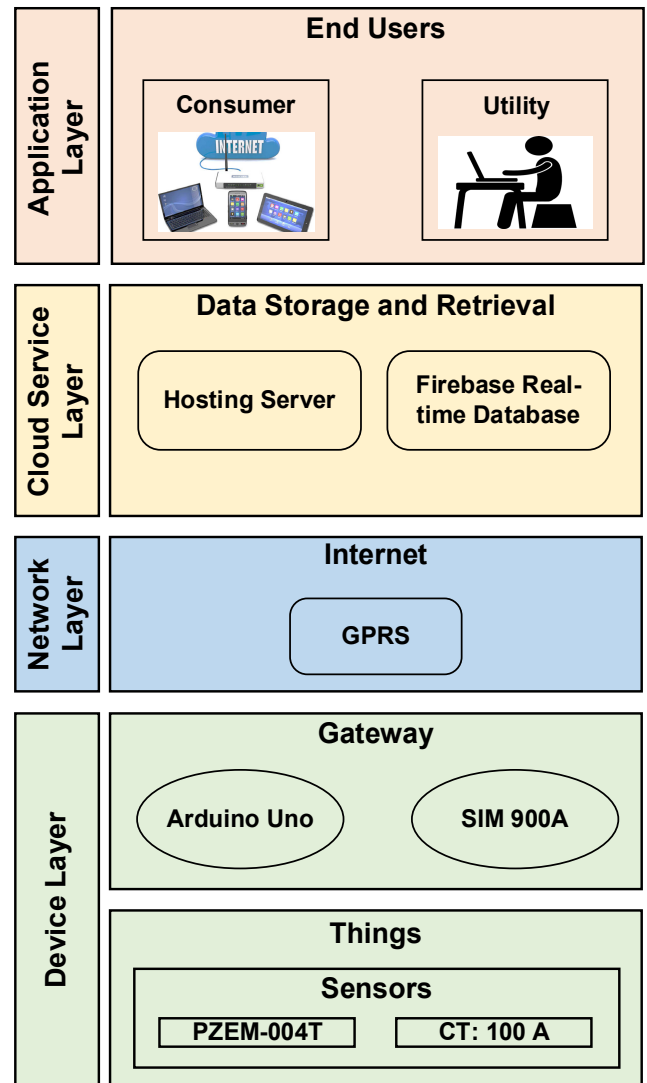 Application
Layer
End Users
Consumer
INTERNET
Utility
Cloud Service
Layer
Data Storage and Retrieval
Hosting Server
Firebase Real-
time Database
Network
Layer
Internet
GPRS
Device Layer
Gateway
Arduino Uno
SIM 900A
Things
Sensors
PZEM-004T
CT: 100 A